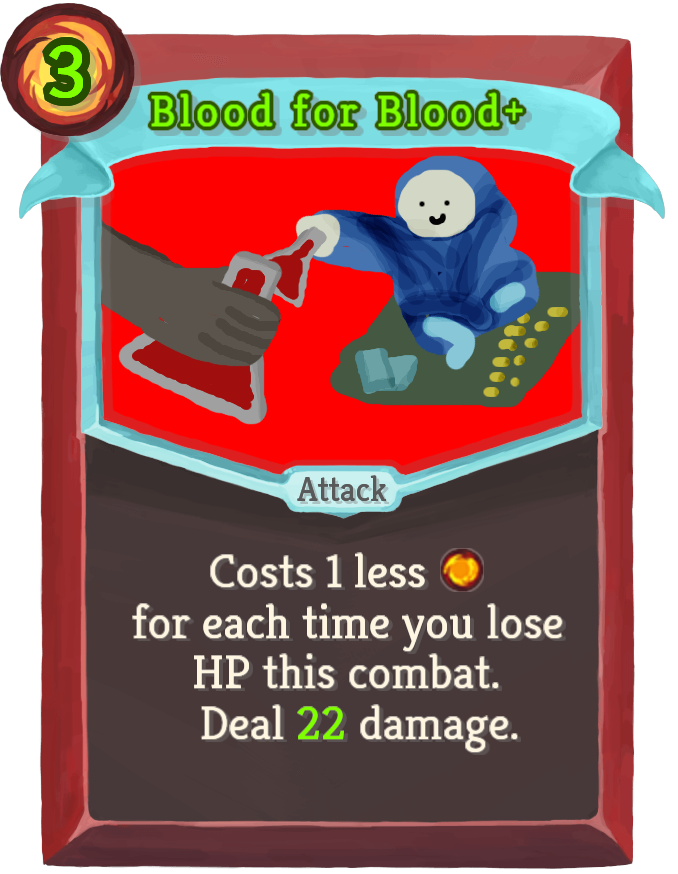 3
Blood for Blood+
Attack
Costs 1 less
for each time you lose
HP this combat.
Deal 22 damage.